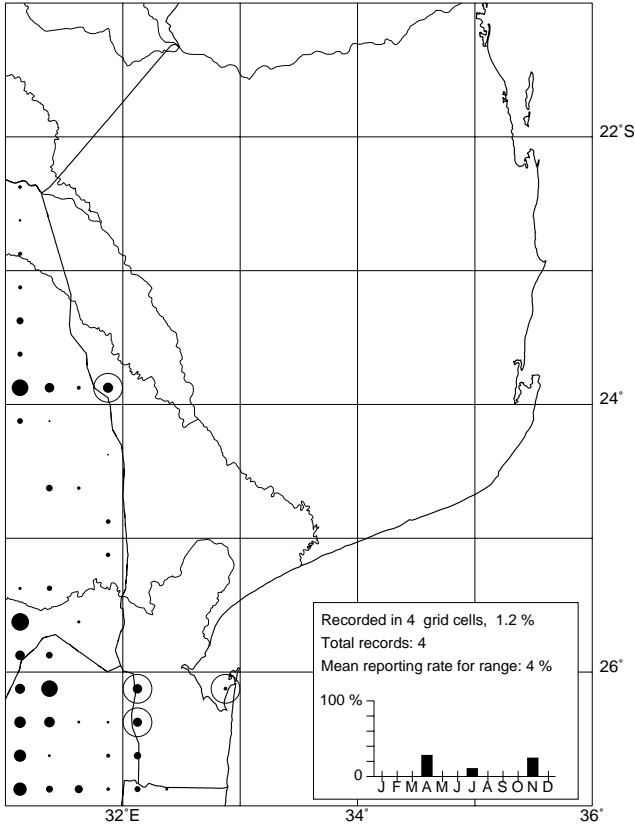 22°S
24°
Recorded in 4 grid cells, 1.2 %
Total records: 4
Mean reporting rate for range: 4 %
26°
100 %
0
J F M A M J J A S O N D
32°E
34°
36°